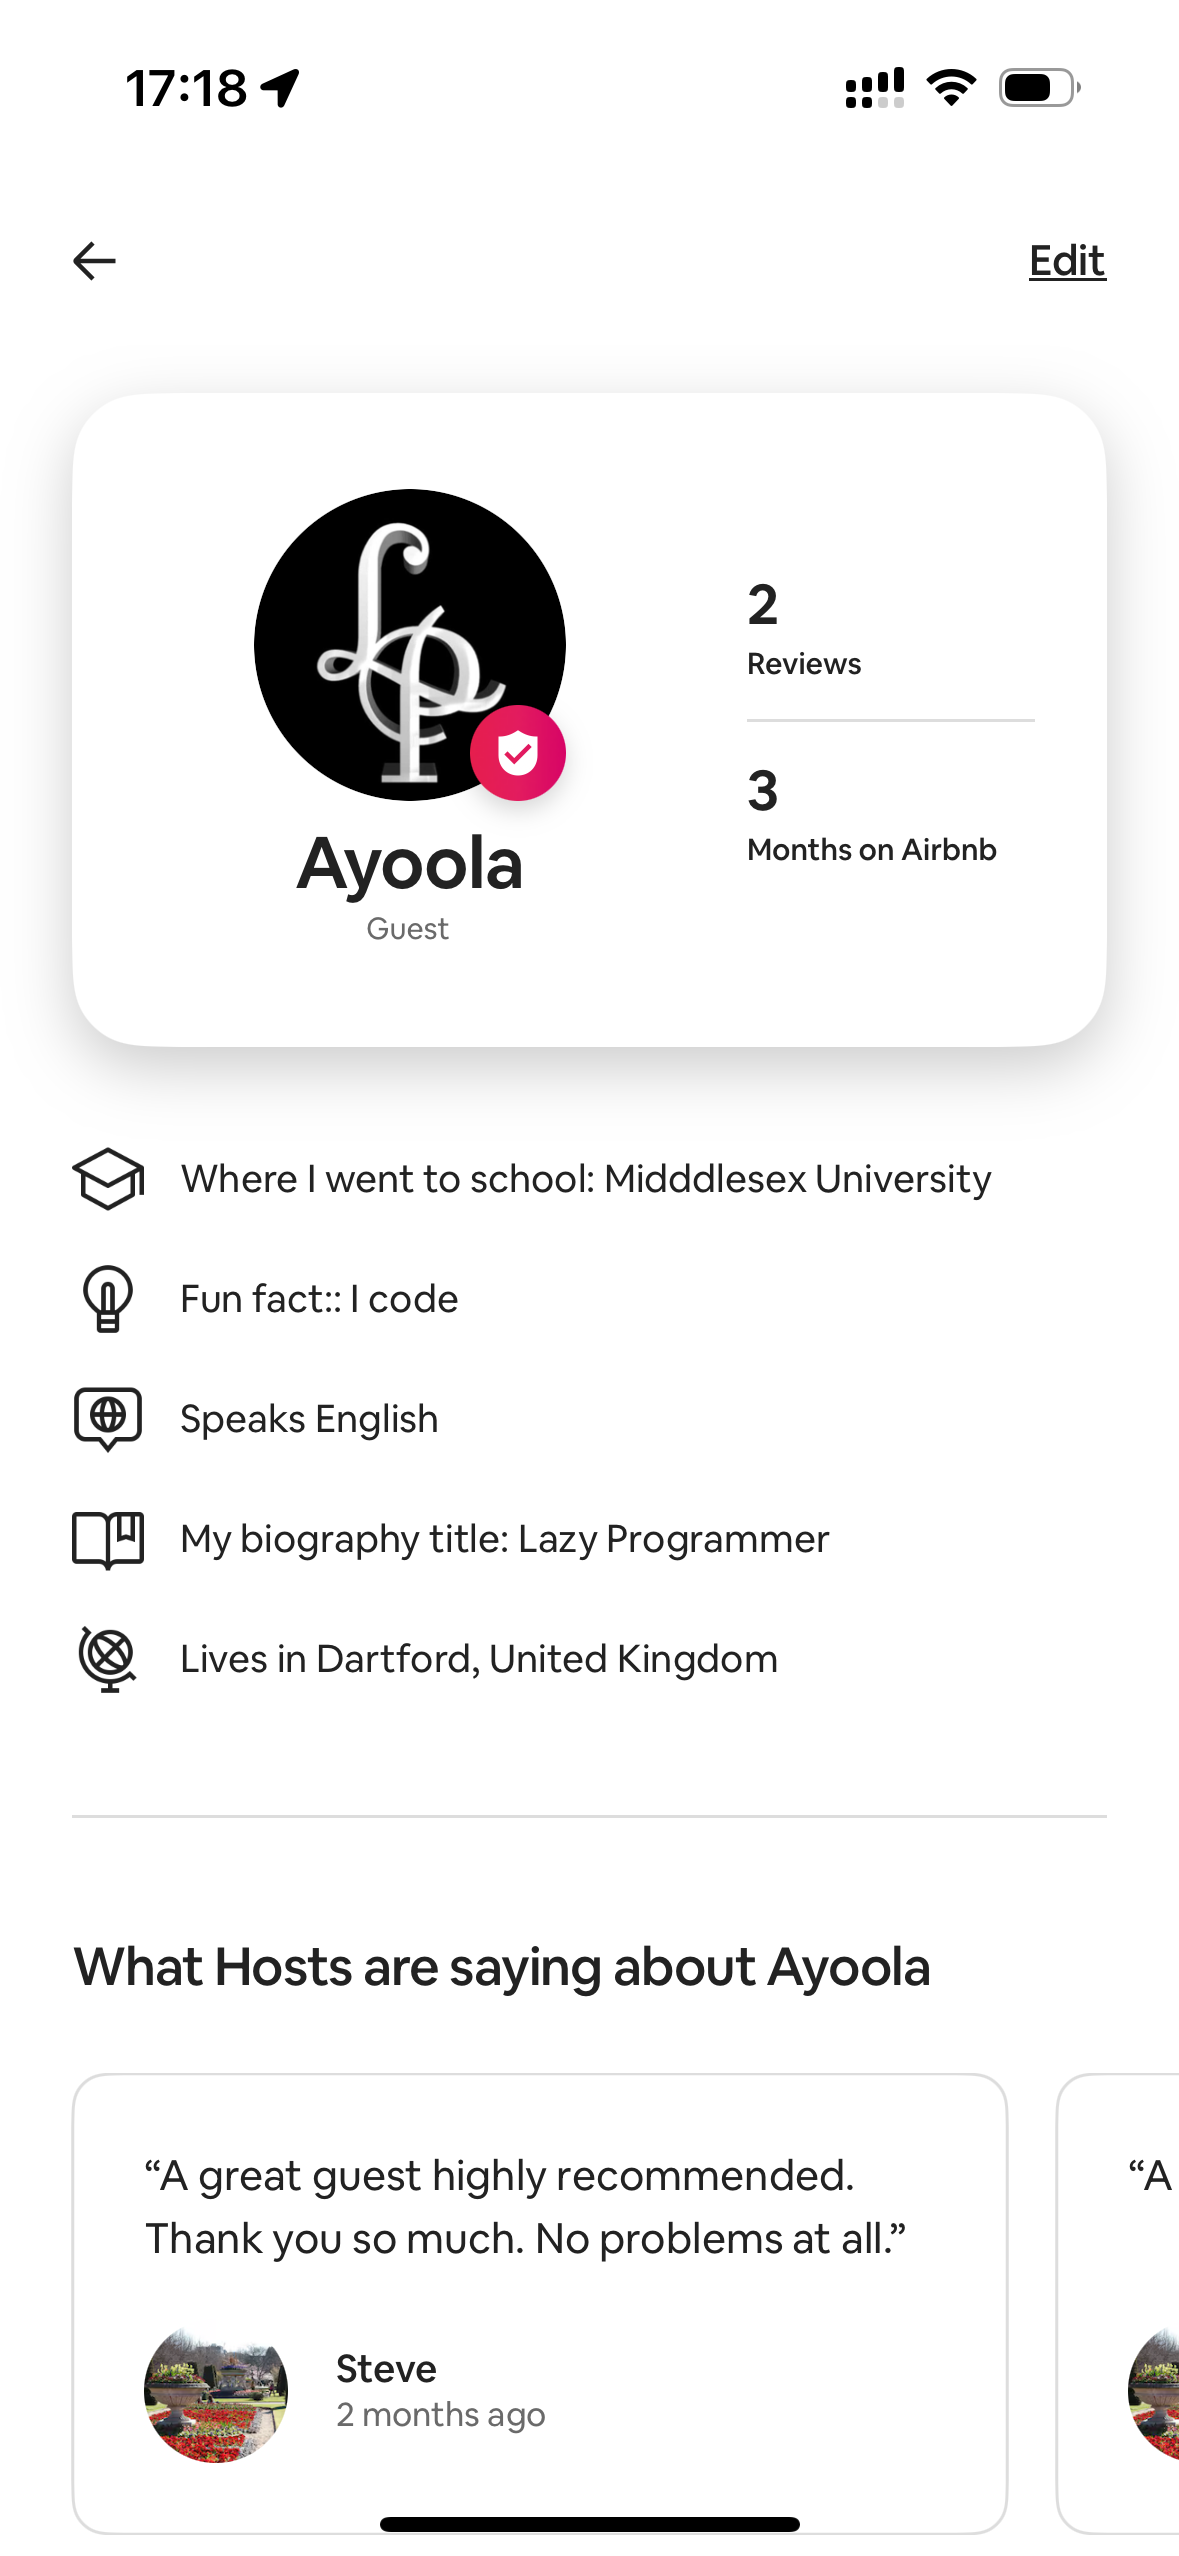 17:18
Edit
2
Reviews
3
Months on Airbnb
Ayoola
Guest
Where I went to school: Midddlesex University
Fun fact:: I code
Speaks English
My biography title: Lazy Programmer
Lives in Dartford, United Kingdom
What Hosts are saying about Ayoola
“A great guest highly recommended.
Thank you so much. No problems at all.”
Steve
2 months ago
“A